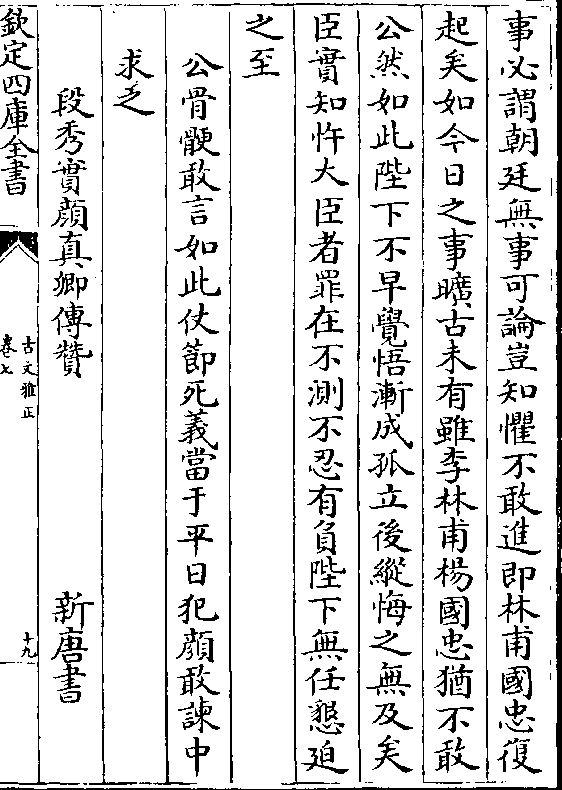 事必謂朝廷無事可論豈知懼不敢進即林甫國忠復
起矣如今日之事曠古未有雖李林甫楊國忠猶不敢
公然如此陛下不早覺悟漸成孤立後縱悔之無及矣
臣實知忤大臣者罪在不測不忍有負陛下無任懇迫
之至
公骨骾敢言如此仗節死義當于平日犯顔敢諫中
求之
段秀實顔真卿傳贊 新唐書
欽定四庫全書
古文雅正
卷七
十九